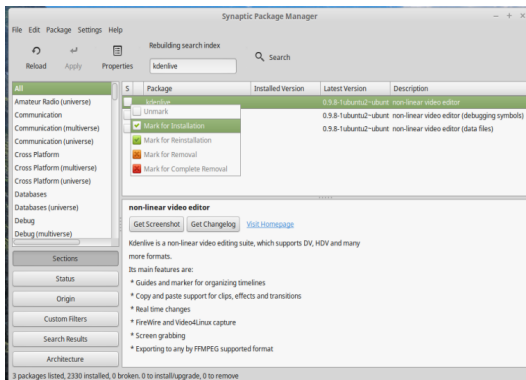 Synaptic Package Manager
File Edit Package Settings Help
Reload Apply Properties
Rebuilding search index
kdenlive
Search
All
Amateur Radio (universe)
Communication
Communication (multiverse)
Communication (universe)
Cross Platform
Cross Platform (multiverse)
Cross Platform (universe)
Databases
Databases (universe)
Debug
Debug (multiverse)
Sections
Status
Origin
Custom Filters
Search Results
Architecture
S Package Installed Version Latest Version Description
kdenlive 0.9.8-1ubuntu2~ubunt non-linear video editor
0.9.8-1ubuntu2~ubunt non-linear video editor (debugging symbols)
0.9.8-1ubuntu2~ubunt non-linear video editor (data files)
Unmark
Mark for Installation
Mark for Reinstallation
Mark for Removal
Mark for Complete Removal
non-linear video editor
Get Screenshot Get Changelog Visit Homepage
Kdenlive is a non-linear video editing suite, which supports DV, HDV and many
more formats.
Its main features are:
* Guides and marker for organizing timelines
* Copy and paste support for clips, effects and transitions
* Real time changes
* FireWire and Video4Linux capture
* Screen grabbing
* Exporting to any by FFMPEG supported format
3 packages listed, 2330 installed, 0 broken. 0 to install/upgrade, 0 to remove